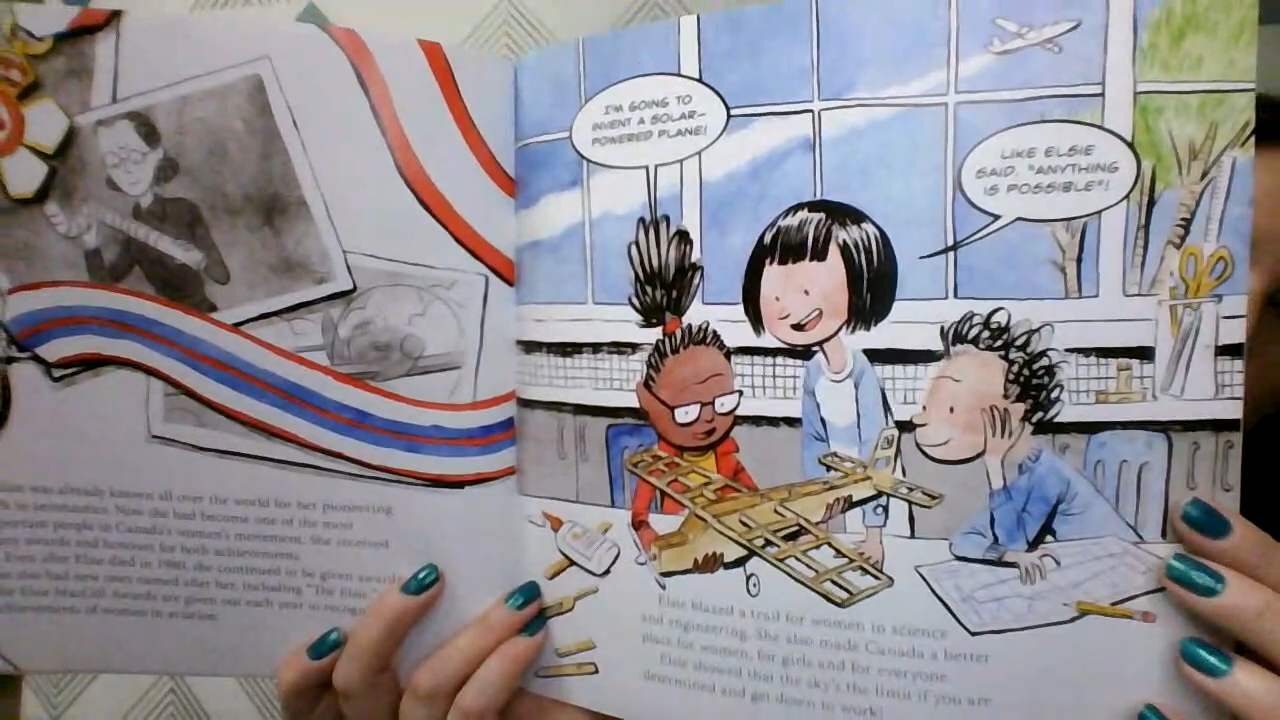 was already known all over the world for her pioneering
in aeronautics. Now she had become one of the most
important people in Canada's women's movement. She received
awards and honours for both achievements.
Even after Elsie died in 1980, she continued to be given awards
also had new ones named after her, including "The Elsie
MacGill Awards are given out each year to
achievements of women in aviation.
I'M GOING TO
INVENT A SOLAR-
POWERED PLANE!
LIKE ELSIE
SAID, "ANYTHING
IS POSSIBLE"!
Elsie blazed a trail for women in science
and engineering. She also made Canada a better
place for women, for girls and for everyone.
Elsie showed that the sky's the limit if you are
determined and get down to work!